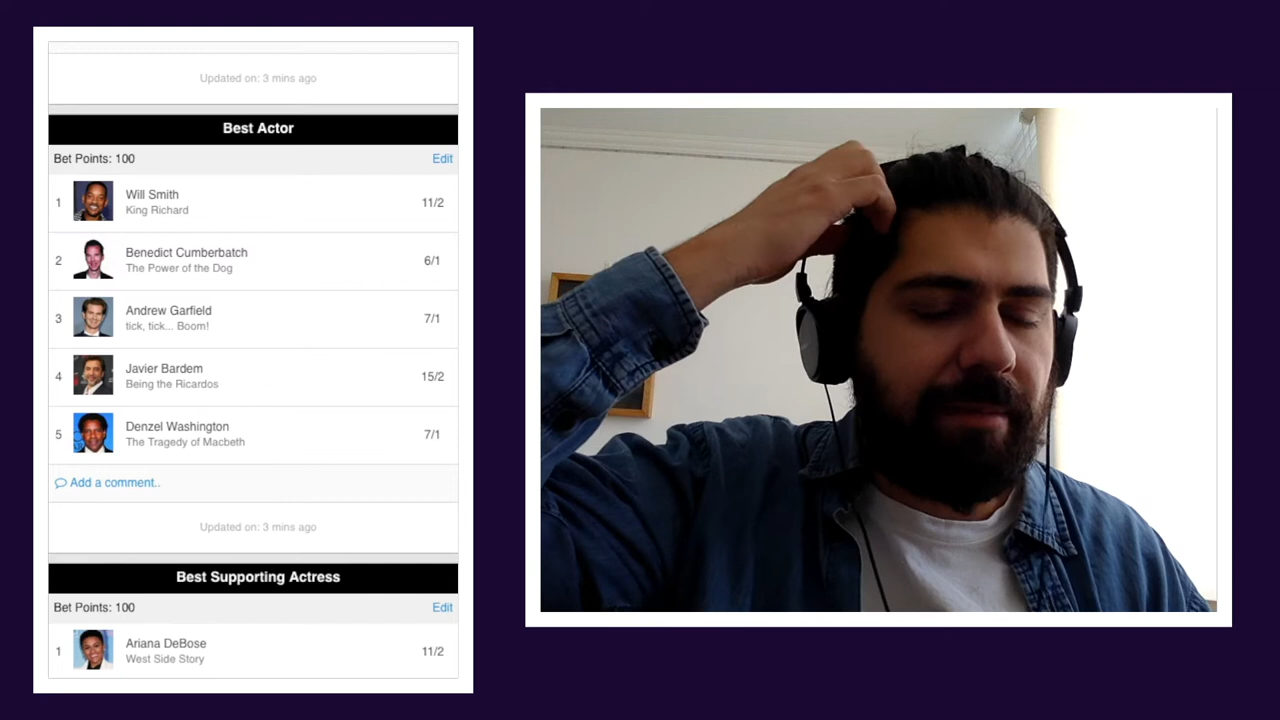 Updated on: 3 mins ago
Best Actor
Bet Points: 100 Edit
1 Will Smith 11/2
King Richard
2 Benedict Cumberbatch 6/1
The Power of the Dog
3 Andrew Garfield 7/1
tick, tick... Boom!
4 Javier Bardem 15/2
Being the Ricardos
5 Denzel Washington 7/1
The Tragedy of Macbeth
Add a comment..
Updated on: 3 mins ago
Best Supporting Actress
Bet Points: 100 Edit
1 Ariana DeBose 11/2
West Side Story